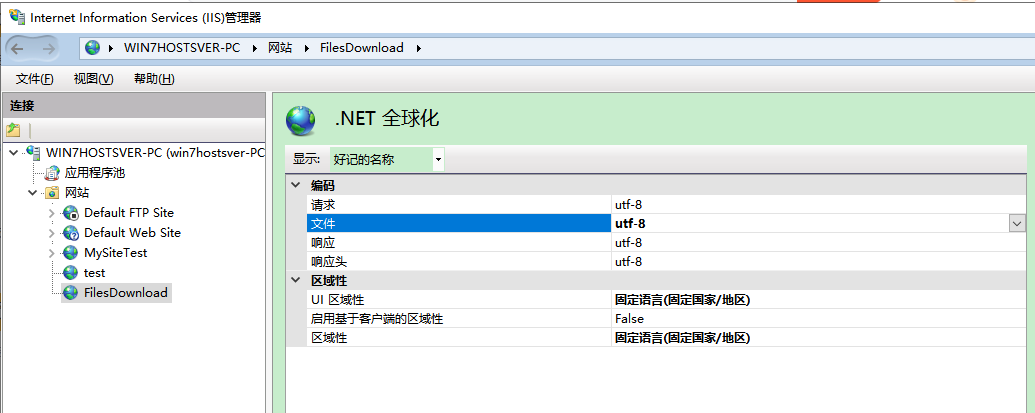 Internet Information Services (IIS)管理器
WIN7HOSTSVER-PC 网站 FilesDownload
文件(F) 视图(V) 帮助(H)
连接
WIN7HOSTSVER-PC (win7hostsver-PC
应用程序池
网站
Default FTP Site
Default Web Site
MySiteTest
test
FilesDownload
.NET 全球化
显示: 好记的名称
编码
请求 utf-8
文件 utf-8
响应 utf-8
响应头 utf-8
区域性
UI 区域性 固定语言(固定国家/地区)
启用基于客户端的区域性 False
区域性 固定语言(固定国家/地区)